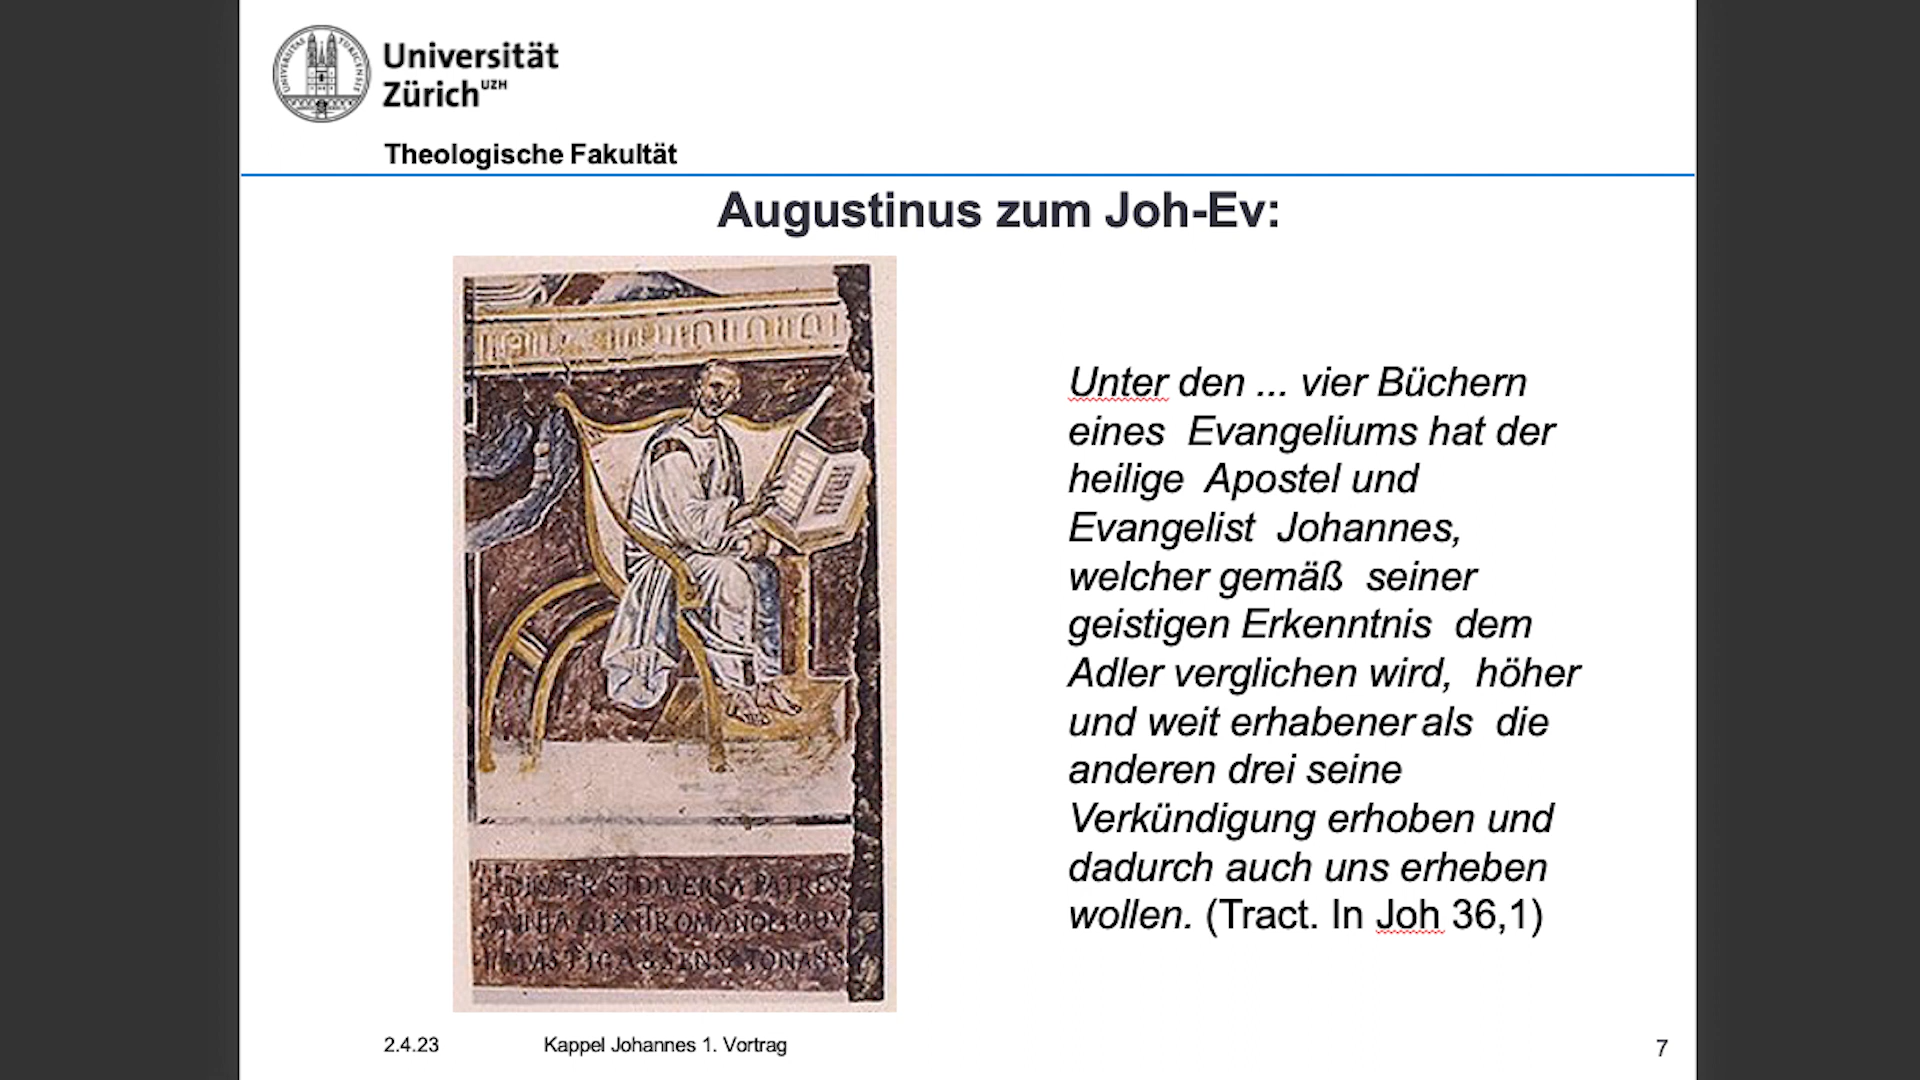 Universität
Zürich UZH
Theologische Fakultät
Augustinus zum Joh-Ev:
Unter den ... vier Büchern
eines Evangeliums hat der
heilige Apostel und
Evangelist Johannes,
welcher gemäß seiner
geistigen Erkenntnis dem
Adler verglichen wird, höher
und weit erhabener als die
anderen drei seine
Verkündigung erhoben und
dadurch auch uns erheben
wollen. (Tract. In Joh 36,1)
DIVERSA PATRES
2.4.23
Kappel Johannes 1. Vortrag
7